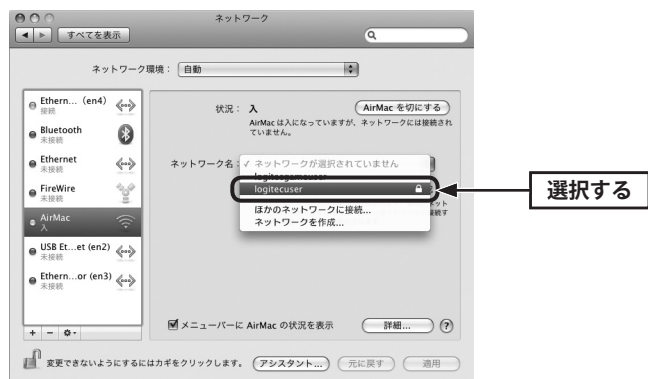 ネットワーク
すべてを表示
ネットワーク環境： 自動
Ethern... (en4)
接続
Bluetooth
未接続
Ethernet
未接続
FireWire
未接続
AirMac
入
USB Et...et (en2)
未接続
Ethern...or (en3)
未接続
状況： 入
AirMac を切にする
AirMac は入になっていますが、ネットワークには接続され
ていません。
ネットワーク名： ✓ ネットワークが選択されていません
logitecuser
選択する
ほかのネットワークに接続...
ネットワークを作成...
メニューバーに AirMac の状況を表示
詳細...
?
変更できないようにするにはカギをクリックします。
アシスタント...
元に戻す
適用